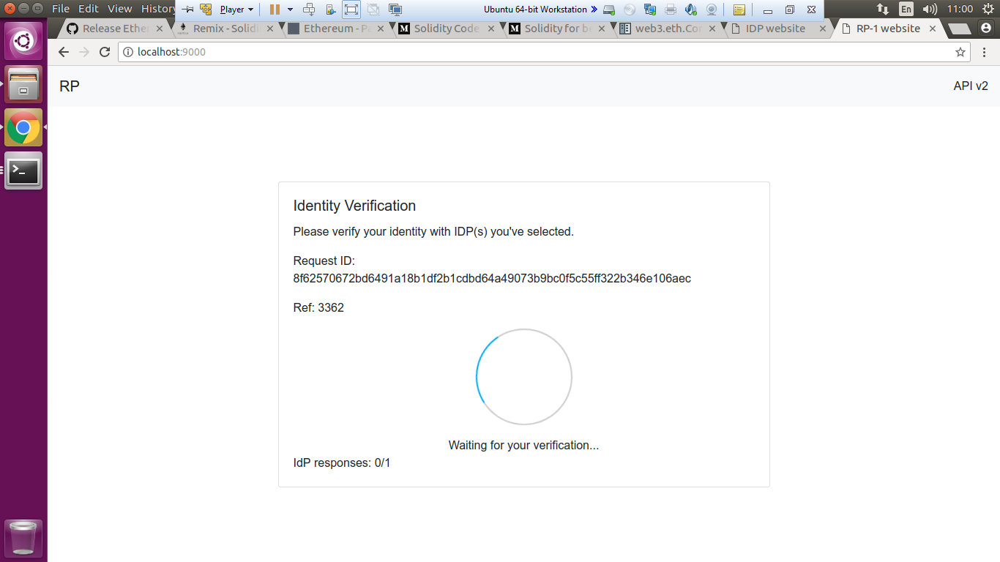 File Edit View History
Player
Ubuntu 64-bit Workstation
En
11:00
Release Ether
Remix - Solidi
Ethereum - Pa
Solidity Code
Solidity for be
web3.eth.Con
IDP website
RP-1 website
localhost:9000
RP
API v2
Identity Verification
Please verify your identity with IDP(s) you've selected.
Request ID:
8f62570672bd6491a18b1df2b1cdbd64a49073b9bc0f5c55ff322b346e106aec
Ref: 3362
Waiting for your verification...
IdP responses: 0/1